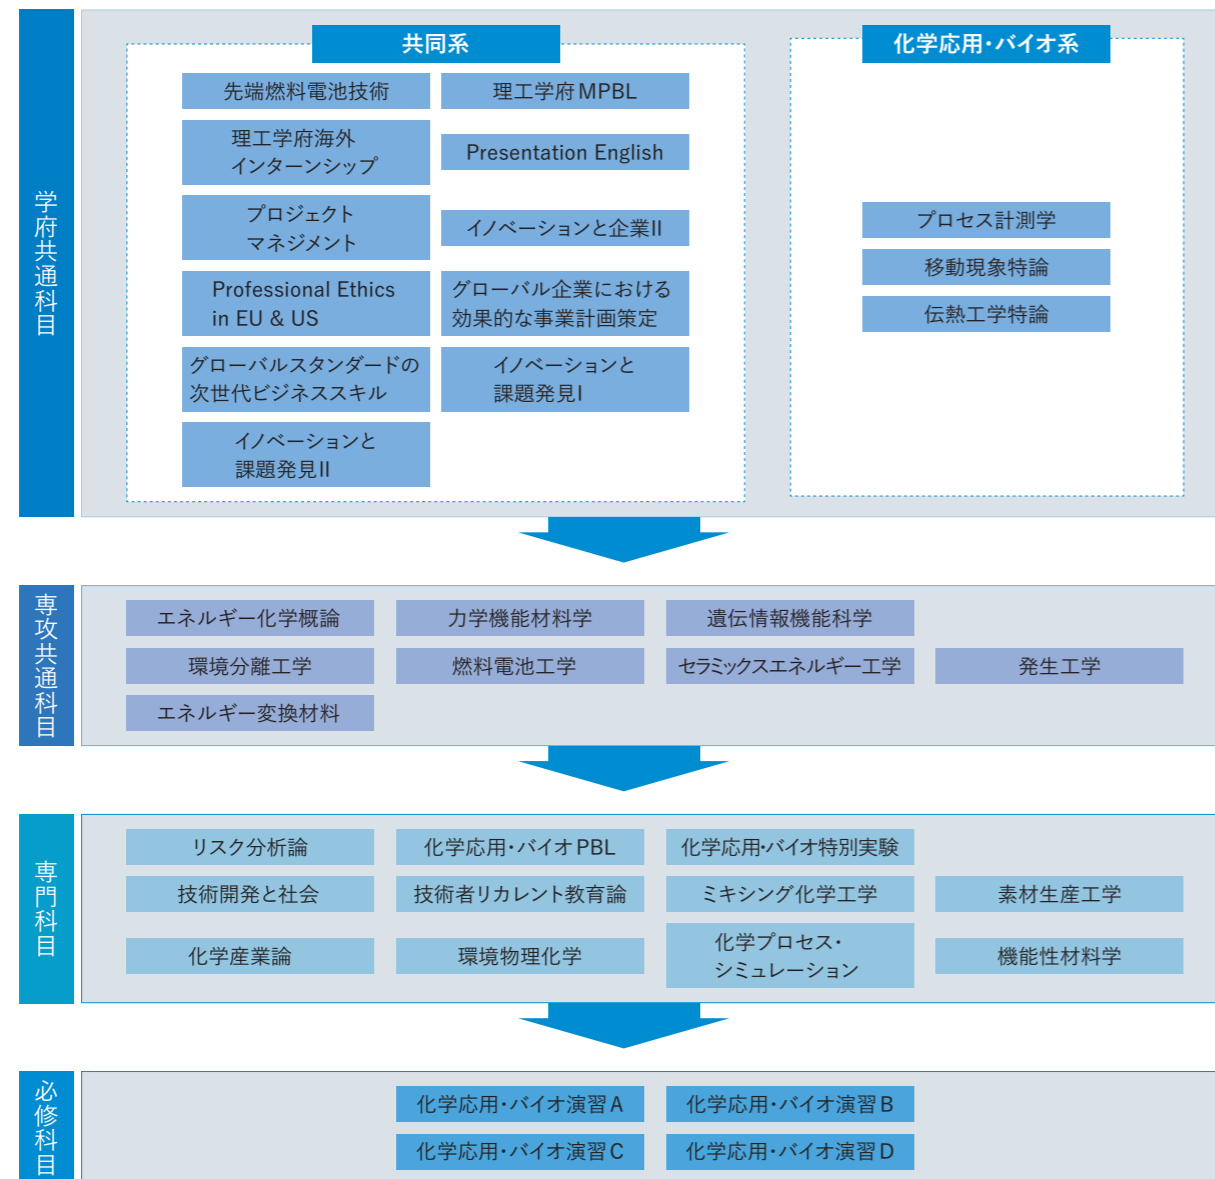 学府共通科目
共同系
先端燃料電池技術
理工学府MPBL
理工学府海外
インターンシップ
Presentation English
プロジェクト
マネジメント
イノベーションと企業II
Professional Ethics
in EU & US
グローバル企業における
効果的な事業計画策定
グローバルスタンダードの
次世代ビジネススキル
イノベーションと
課題発見I
イノベーションと
課題発見II
化学応用・バイオ系
プロセス計測学
移動現象特論
伝熱工学特論
専攻共通科目
エネルギー化学概論
力学機能材料学
遺伝情報機能科学
環境分離工学
燃料電池工学
セラミックスエネルギー工学
発生工学
エネルギー変換材料
専門科目
リスク分析論
化学応用・バイオPBL
化学応用・バイオ特別実験
技術開発と社会
技術者リカレント教育論
ミキシング化学工学
素材生産工学
化学産業論
環境物理化学
化学プロセス・
シミュレーション
機能性材料学
必修科目
化学応用・バイオ演習A
化学応用・バイオ演習B
化学応用・バイオ演習C
化学応用・バイオ演習D